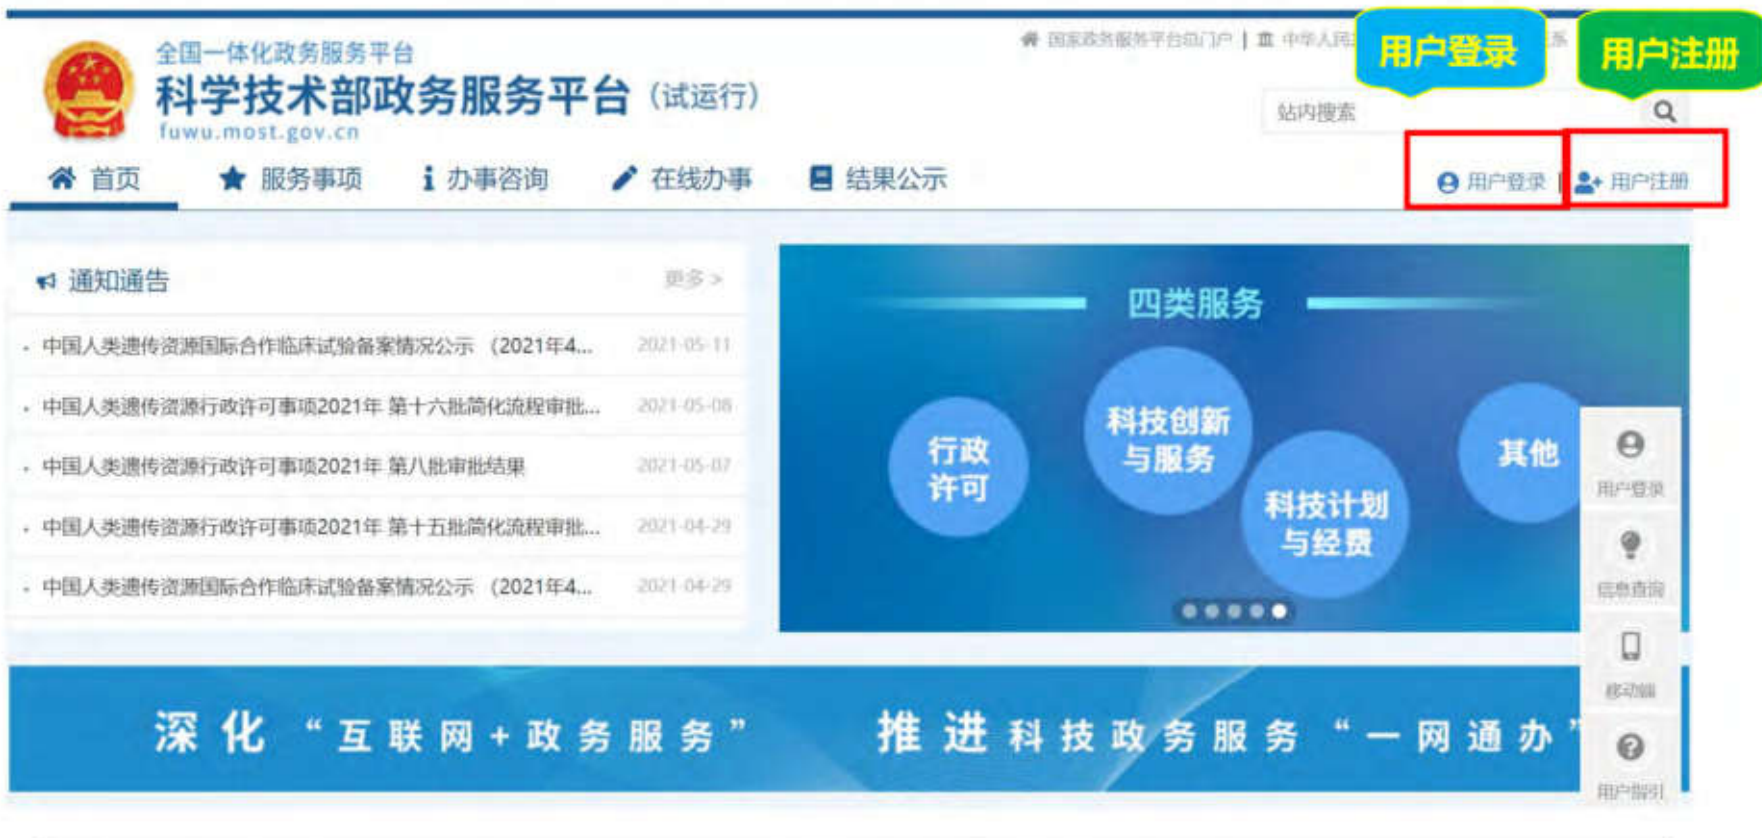 国家政务服务平台总门户 | 中华人民
用户登录
用户注册
全国一体化政务服务平台
科学技术部政务服务平台（试运行）
fuwu.most.gov.cn
站内搜索
首页 服务事项 办事咨询 在线办事 结果公示
用户登录 | 用户注册
通知通告 更多 >
中国人类遗传资源国际合作临床试验备案情况公示 （2021年4... 2021-05-11
中国人类遗传资源行政许可事项2021年 第十六批简化流程审批... 2021-05-08
中国人类遗传资源行政许可事项2021年 第八批审批结果 2021-05-07
中国人类遗传资源行政许可事项2021年 第十五批简化流程审批... 2021-04-29
中国人类遗传资源国际合作临床试验备案情况公示 （2021年4... 2021-04-29
四类服务
行政
许可
科技创新
与服务
科技计划
与经费
其他
用户登录
信息查询
移动端
用户指引
深化“互联网+政务服务” 推进科技政务服务“一网通办”